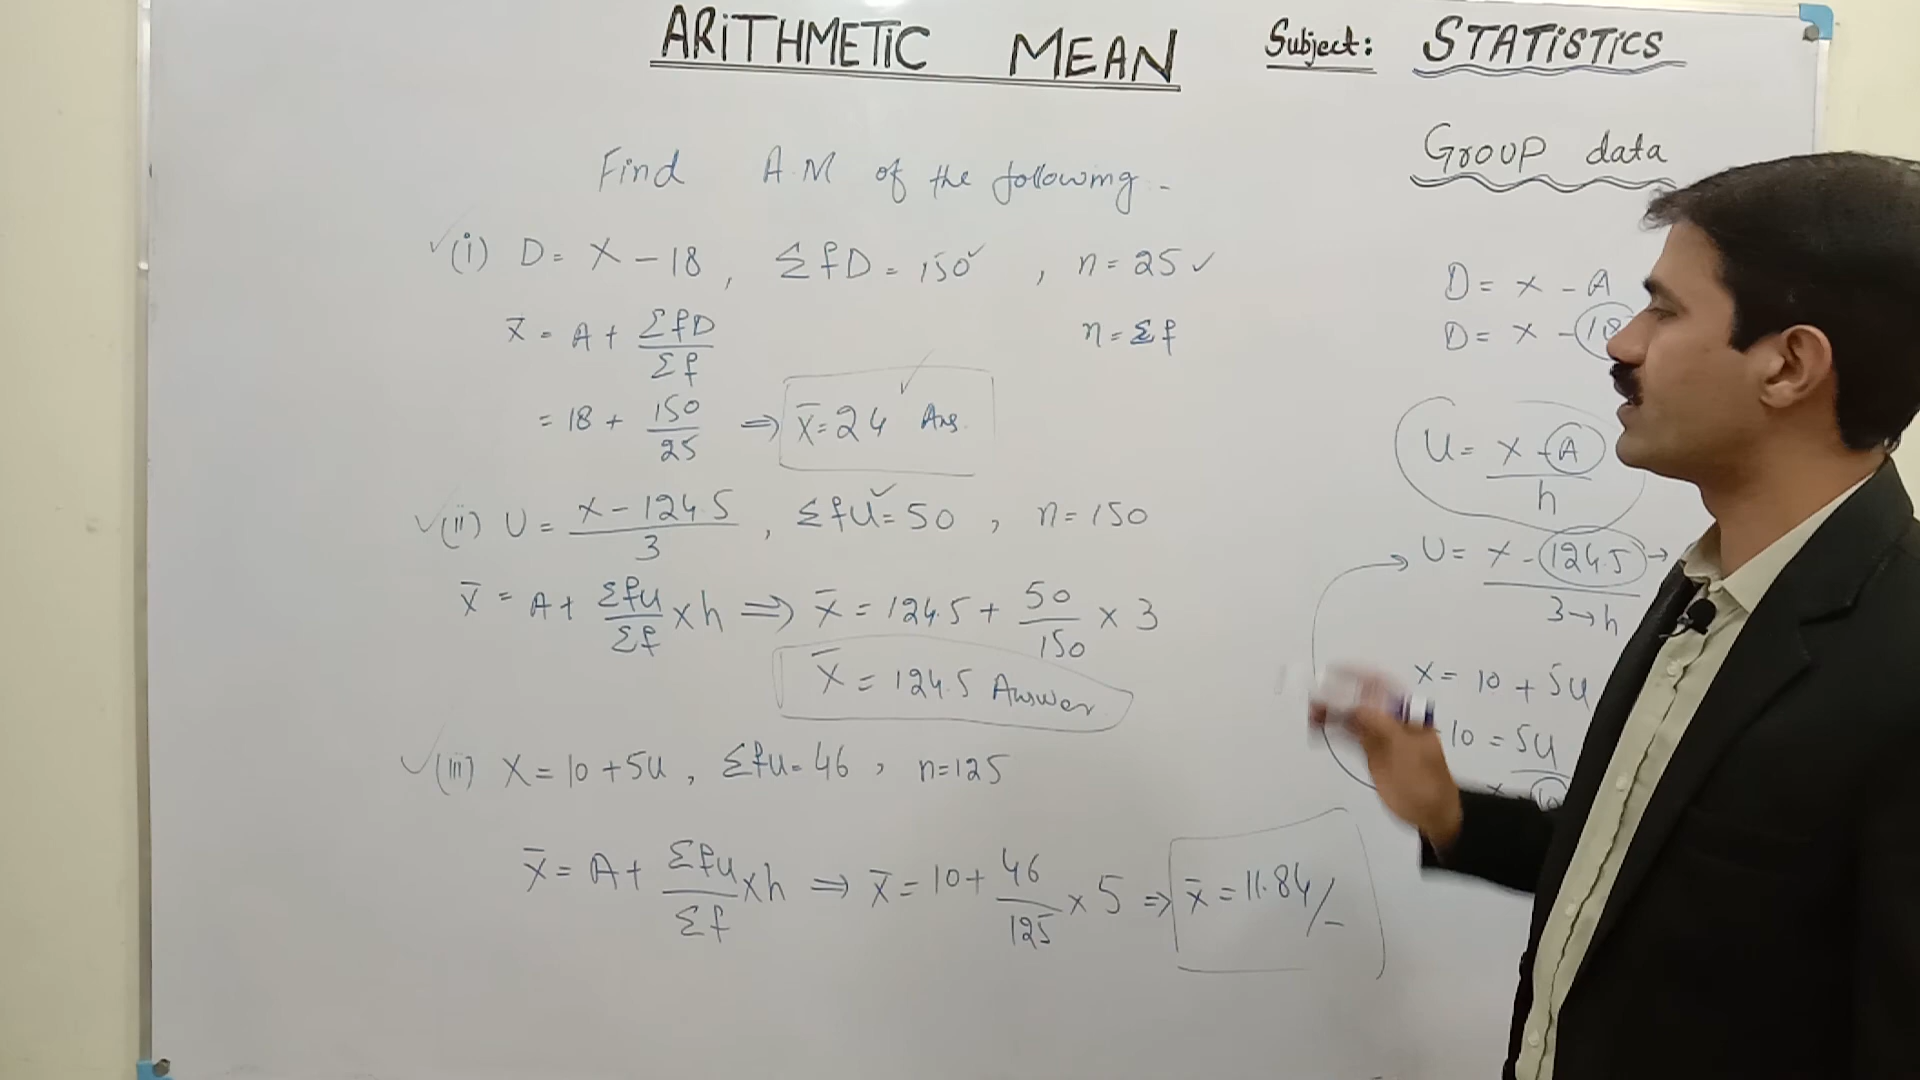 ARiTHMETiC MEAN
Subject: STATiSTiCS
Group data
Find A.M of the following -
(i) D = X - 18 , ΣfD = 150 , n = 25
X̄ = A + ΣfD/Σf
n = Σf
= 18 + 150/25 ⇒ X̄ = 24 Ans.
(ii) U = X - 124.5/3 , ΣfU = 50 , n = 150
X̄ = A + Σfu/Σf × h ⇒ X̄ = 124.5 + 50/150 × 3
X̄ = 124.5 Answer
(iii) X = 10 + 5U , Σfu = 46 , n = 125
X̄ = A + Σfu/Σf × h ⇒ X̄ = 10 + 46/125 × 5 ⇒ X̄ = 11.84/-
D = X - A
D = X - 18
U = X - A/h
U = X - 124.5 →/3 → h
X = 10 + 5U
10 = 5U